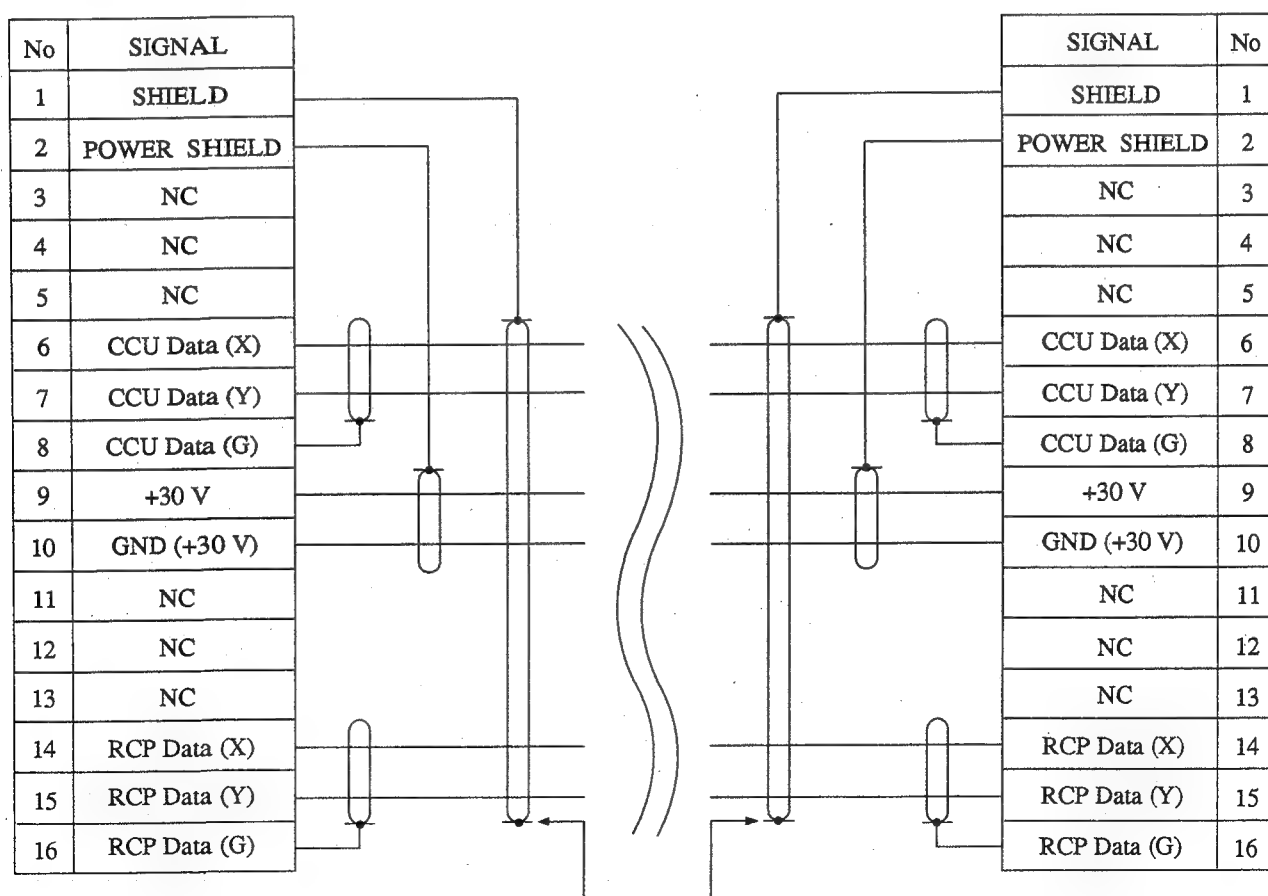 No SIGNAL
1 SHIELD
2 POWER SHIELD
3 NC
4 NC
5 NC
6 CCU Data (X)
7 CCU Data (Y)
8 CCU Data (G)
9 +30 V
10 GND (+30 V)
11 NC
12 NC
13 NC
14 RCP Data (X)
15 RCP Data (Y)
16 RCP Data (G)
SIGNAL No
SHIELD 1
POWER SHIELD 2
NC 3
NC 4
NC 5
CCU Data (X) 6
CCU Data (Y) 7
CCU Data (G) 8
+30 V 9
GND (+30 V) 10
NC 11
NC 12
NC 13
RCP Data (X) 14
RCP Data (Y) 15
RCP Data (G) 16